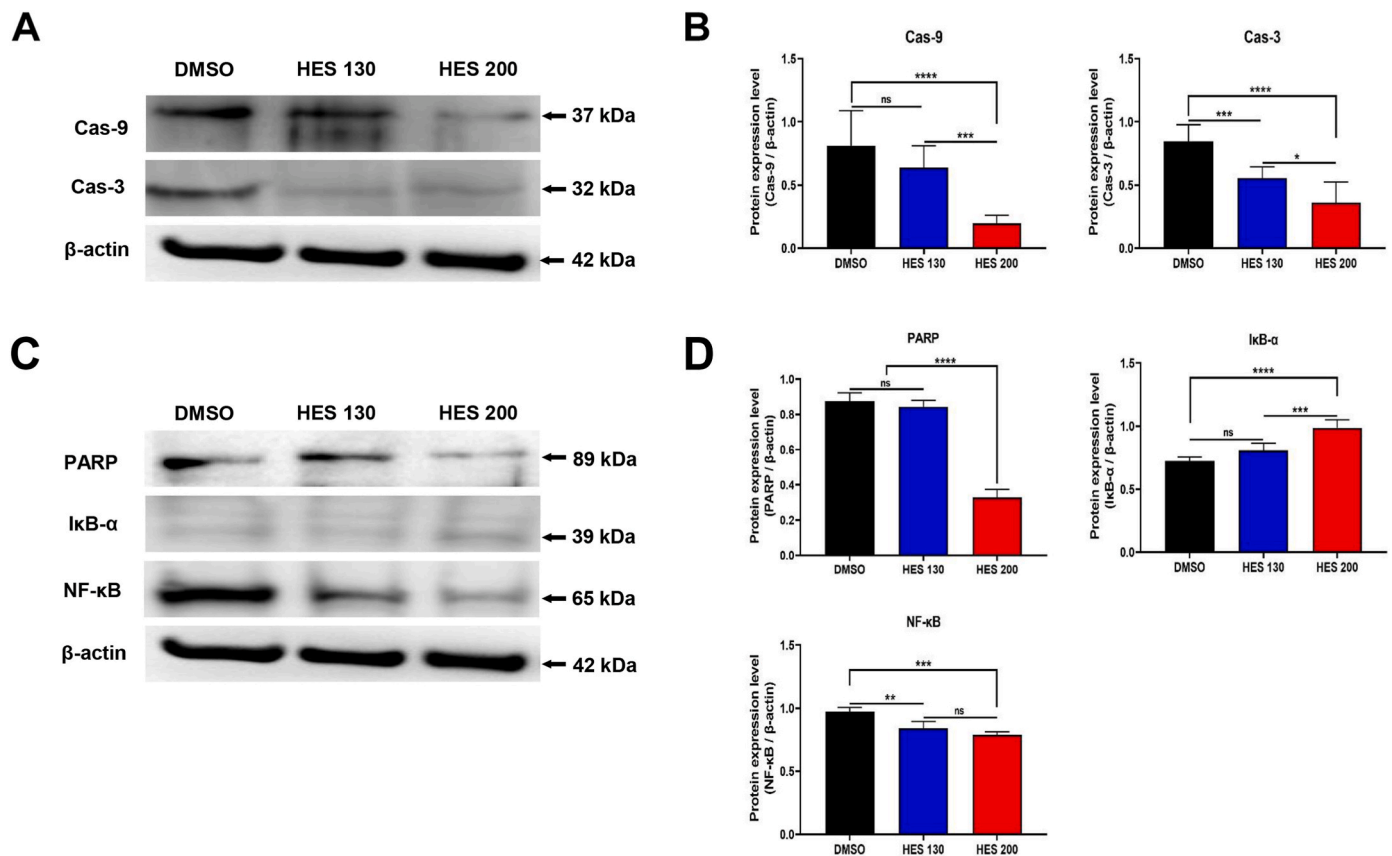 A
DMSO HES 130 HES 200
Cas-9
37 kDa
Cas-3
32 kDa
β-actin
42 kDa
B
Cas-9
Protein expression level
(Cas-9 / β-actin)
1.5
1.0
0.5
0.0
****
ns
***
DMSO HES 130 HES 200
Cas-3
Protein expression level
(Cas-3 / β-actin)
1.5
1.0
0.5
0.0
****
***
*
DMSO HES 130 HES 200
C
DMSO HES 130 HES 200
PARP
89 kDa
IκB-α
39 kDa
NF-κB
65 kDa
β-actin
42 kDa
D
PARP
Protein expression level
(PARP / β-actin)
1.0
0.8
0.6
0.4
0.2
0.0
****
ns
DMSO HES 130 HES 200
IκB-α
Protein expression level
(IκB-α / β-actin)
1.5
1.0
0.5
0.0
****
ns
***
DMSO HES 130 HES 200
NF-κB
Protein expression level
(NF-κB / β-actin)
1.5
1.0
0.5
0.0
***
**
ns
DMSO HES 130 HES 200